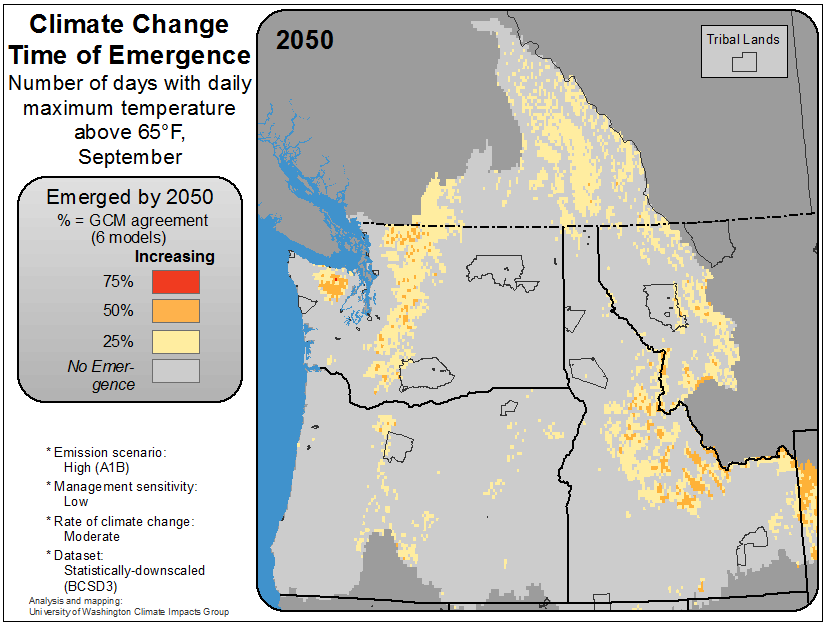 Climate Change
Time of Emergence
Number of days with daily
maximum temperature
above 65°F,
September
2050
Tribal Lands
Emerged by 2050
% = GCM agreement
(6 models)
Increasing
75%
50%
25%
No Emer-
gence
* Emission scenario:
High (A1B)
* Management sensitivity:
Low
* Rate of climate change:
Moderate
* Dataset:
Statistically-downscaled
(BCSD3)
Analysis and mapping:
University of Washington Climate Impacts Group